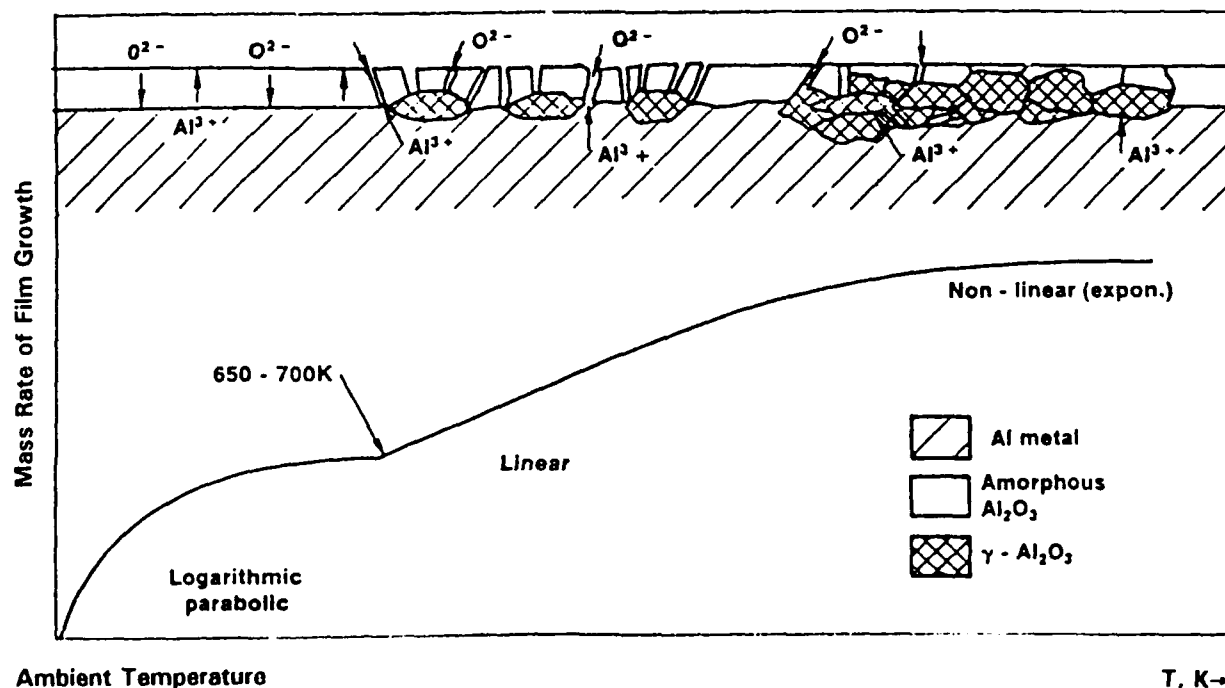 O²⁻ O²⁻ O²⁻ O²⁻ O²⁻
Al³⁺ Al³⁺ Al³⁺ Al³⁺ Al³⁺
Mass Rate of Film Growth
Non - linear (expon.)
650 - 700K
Linear
Al metal
Amorphous
Al₂O₃
γ - Al₂O₃
Logarithmic
parabolic
Ambient Temperature
T, K→